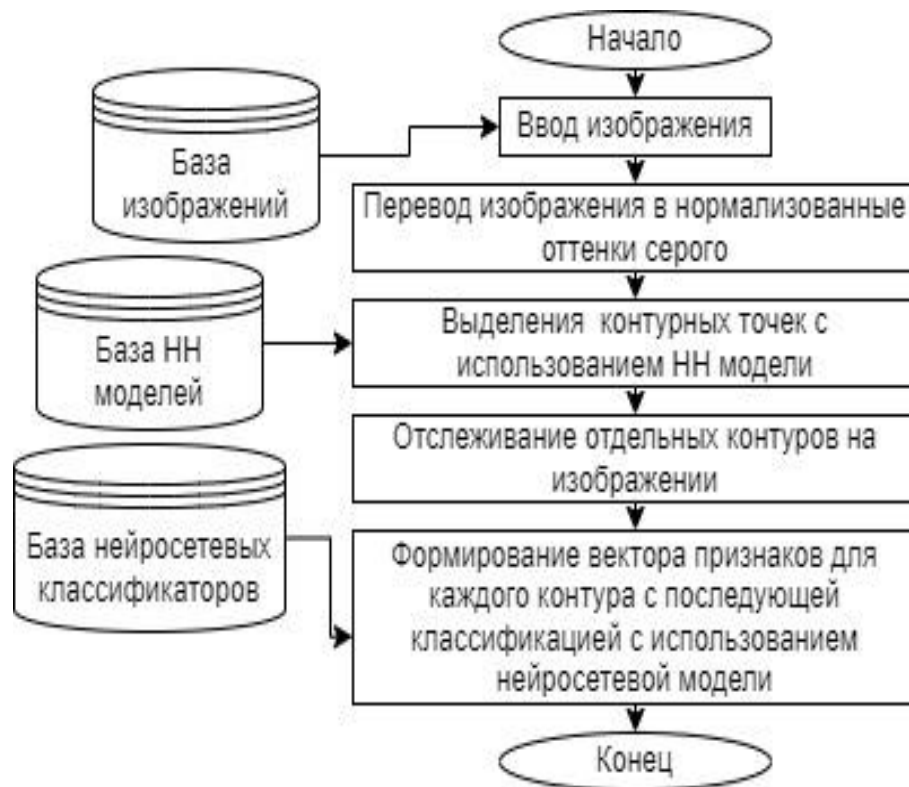 Начало
Ввод изображения
База
изображений
Перевод изображения в нормализованные
оттенки серого
База НН
моделей
Выделения контурных точек с
использованием НН модели
Отслеживание отдельных контуров на
изображении
База нейросетевых
классификаторов
Формирование вектора признаков для
каждого контура с последующей
классификацией с использованием
нейросетевой модели
Конец